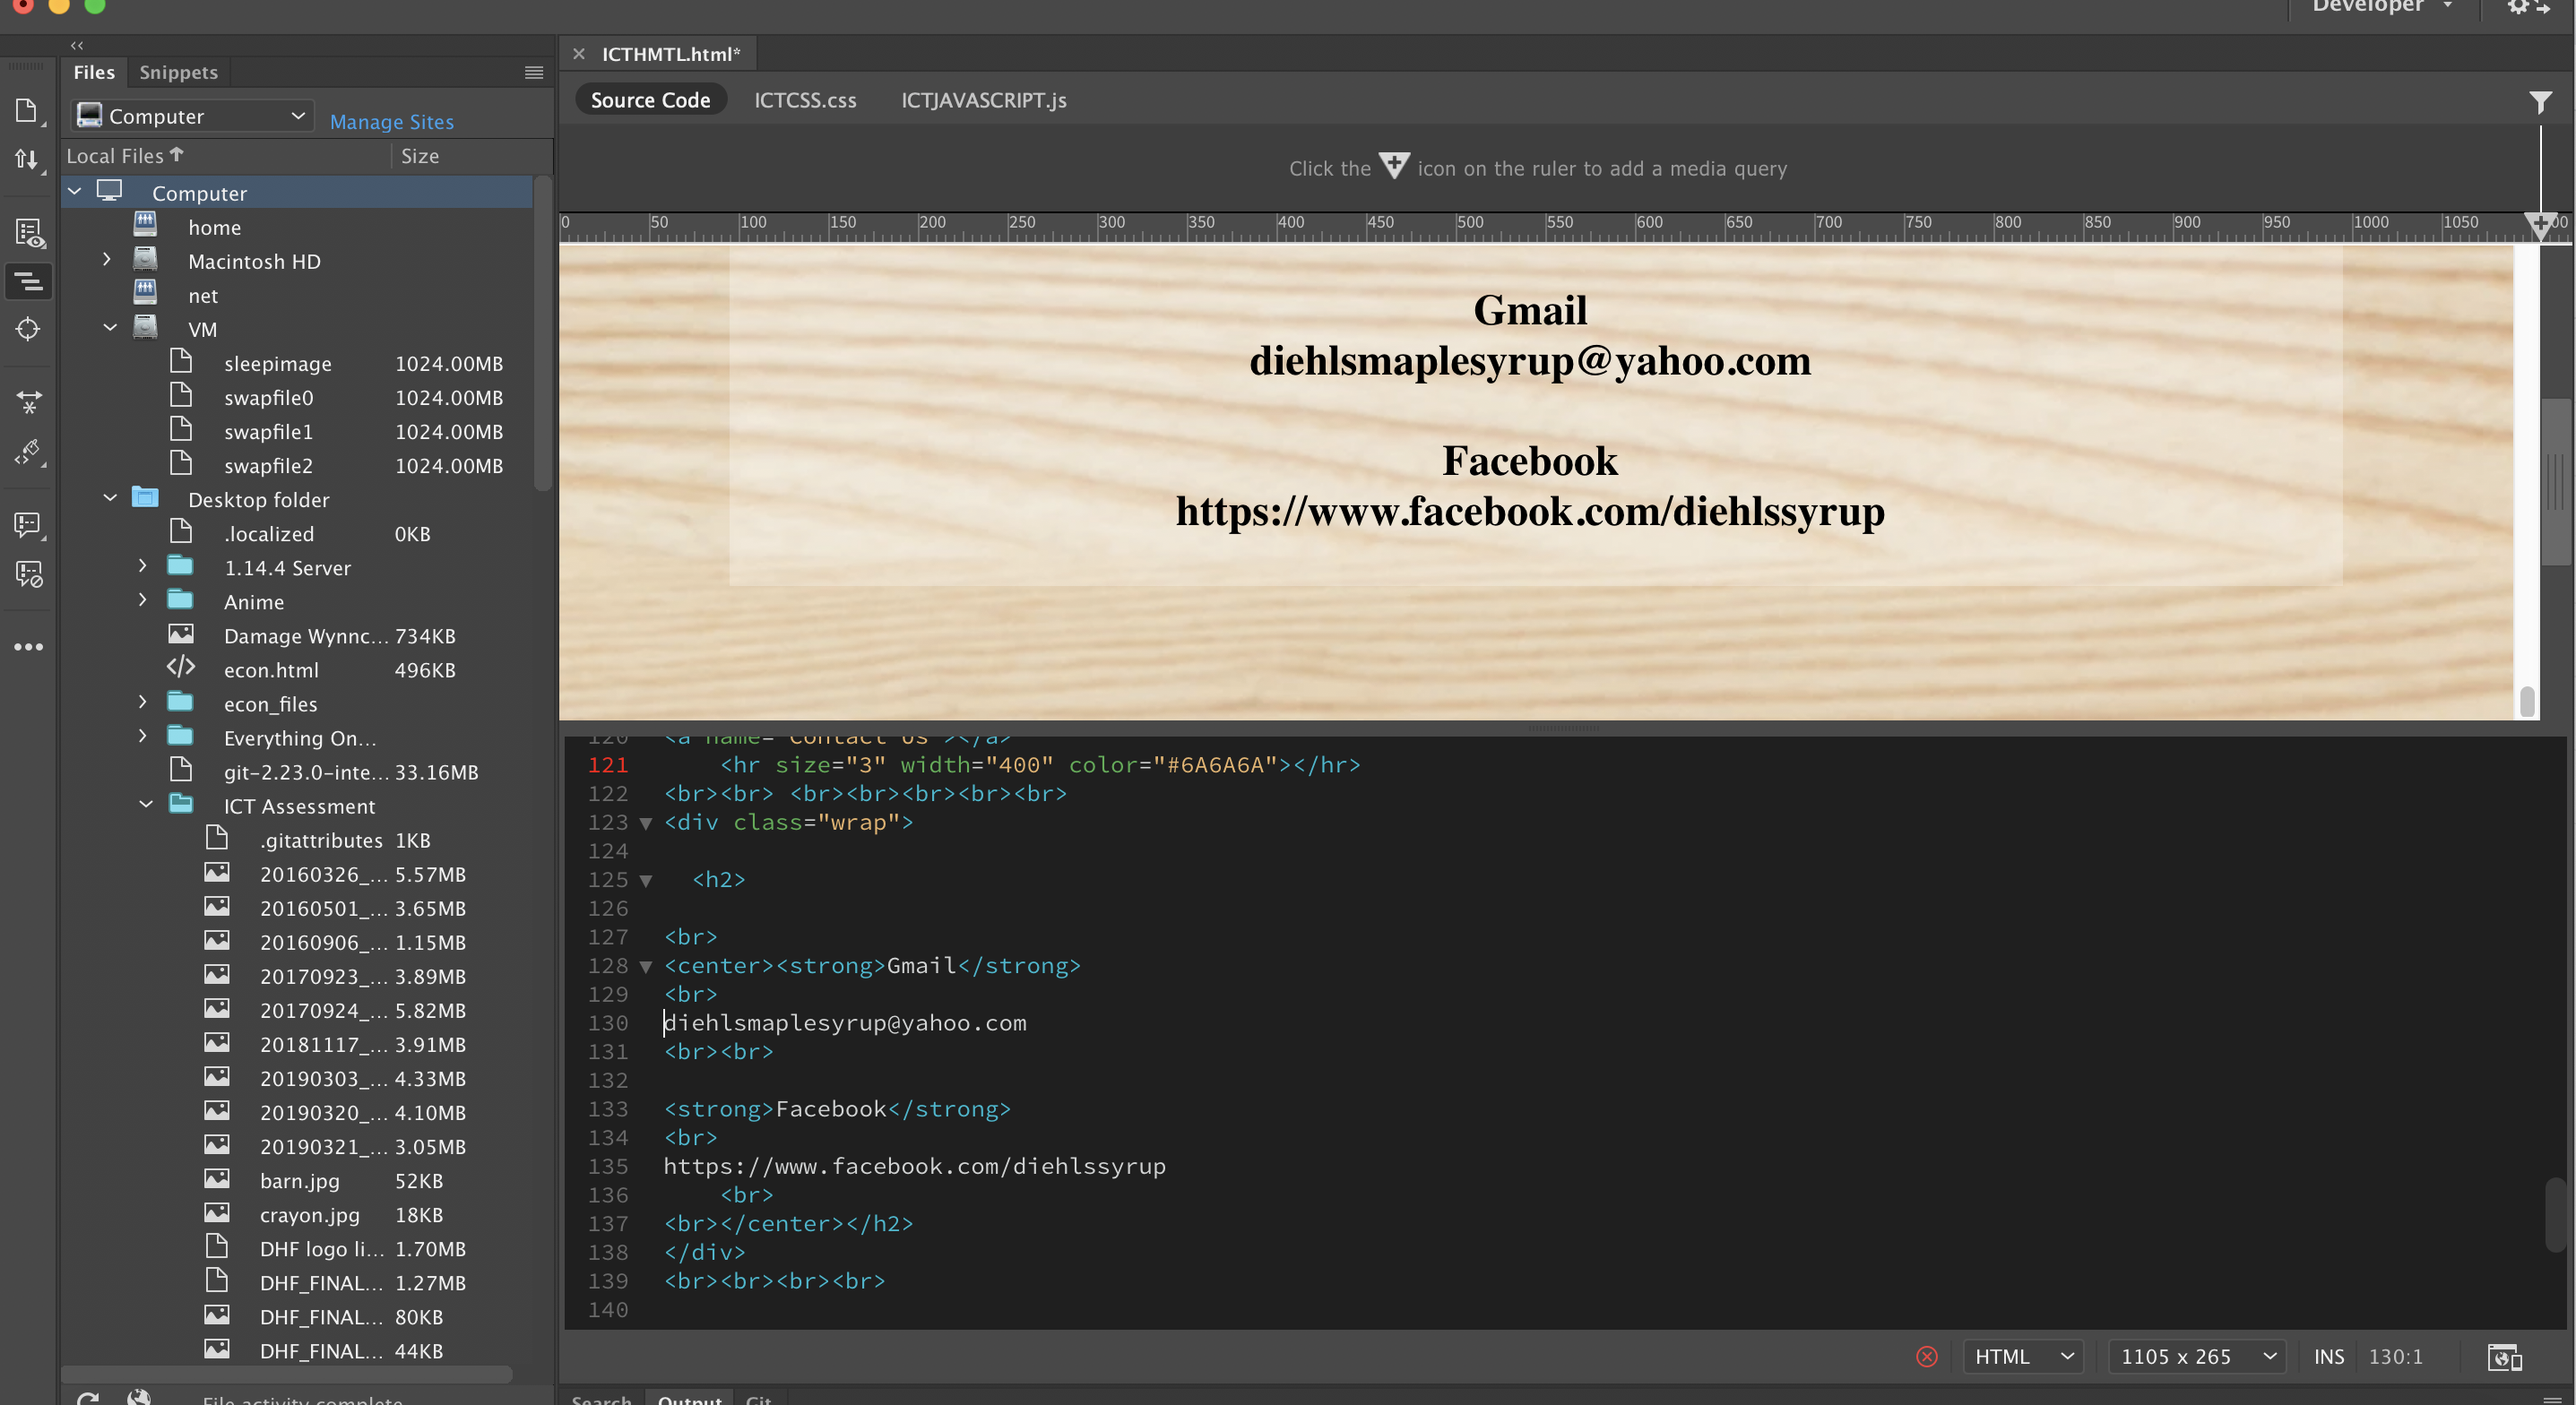 Developer
Files Snippets
Computer Manage Sites
Local Files Size
Computer
home
Macintosh HD
net
VM
sleepimage 1024.00MB
swapfile0 1024.00MB
swapfile1 1024.00MB
swapfile2 1024.00MB
Desktop folder
.localized 0KB
1.14.4 Server
Anime
Damage Wynnc... 734KB
econ.html 496KB
econ_files
Everything On...
git-2.23.0-inte... 33.16MB
ICT Assessment
.gitattributes 1KB
20160326_... 5.57MB
20160501_... 3.65MB
20160906_... 1.15MB
20170923_... 3.89MB
20170924_... 5.82MB
20181117_... 3.91MB
20190303_... 4.33MB
20190320_... 4.10MB
20190321_... 3.05MB
barn.jpg 52KB
crayon.jpg 18KB
DHF logo li... 1.70MB
DHF_FINAL... 1.27MB
DHF_FINAL... 80KB
DHF_FINAL... 44KB
File activity complete
ICTHMTL.html*
Source Code ICTCSS.css ICTJAVASCRIPT.js
Click the icon on the ruler to add a media query
0 50 100 150 200 250 300 350 400 450 500 550 600 650 700 750 800 850 900 950 1000 1050
Gmail
diehlsmaplesyrup@yahoo.com
Facebook
https://www.facebook.com/diehlssyrup
120 <a name="Contact Us"></a>
121 <hr size="3" width="400" color="#6A6A6A"></hr>
122 <br><br> <br><br><br><br><br>
123 <div class="wrap">
124
125 <h2>
126
127 <br>
128 <center><strong>Gmail</strong>
129 <br>
130 diehlsmaplesyrup@yahoo.com
131 <br><br>
132
133 <strong>Facebook</strong>
134 <br>
135 https://www.facebook.com/diehlssyrup
136 <br>
137 <br></center></h2>
138 </div>
139 <br><br><br><br>
140
HTML 1105 x 265 INS 130:1
Search Output Git